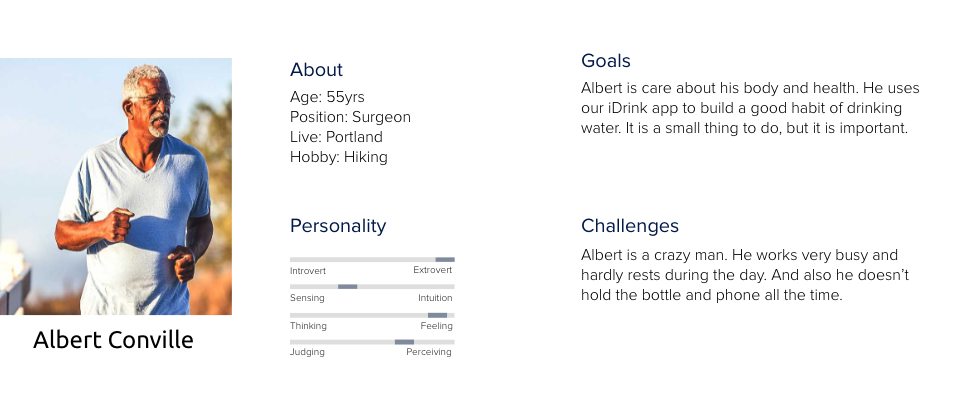 About
Age: 55yrs
Position: Surgeon
Live: Portland
Hobby: Hiking
Personality
Introvert Extrovert
Sensing Intuition
Thinking Feeling
Judging Perceiving
Albert Conville
Goals
Albert is care about his body and health. He uses
our iDrink app to build a good habit of drinking
water. It is a small thing to do, but it is important.
Challenges
Albert is a crazy man. He works very busy and
hardly rests during the day. And also he doesn't
hold the bottle and phone all the time.